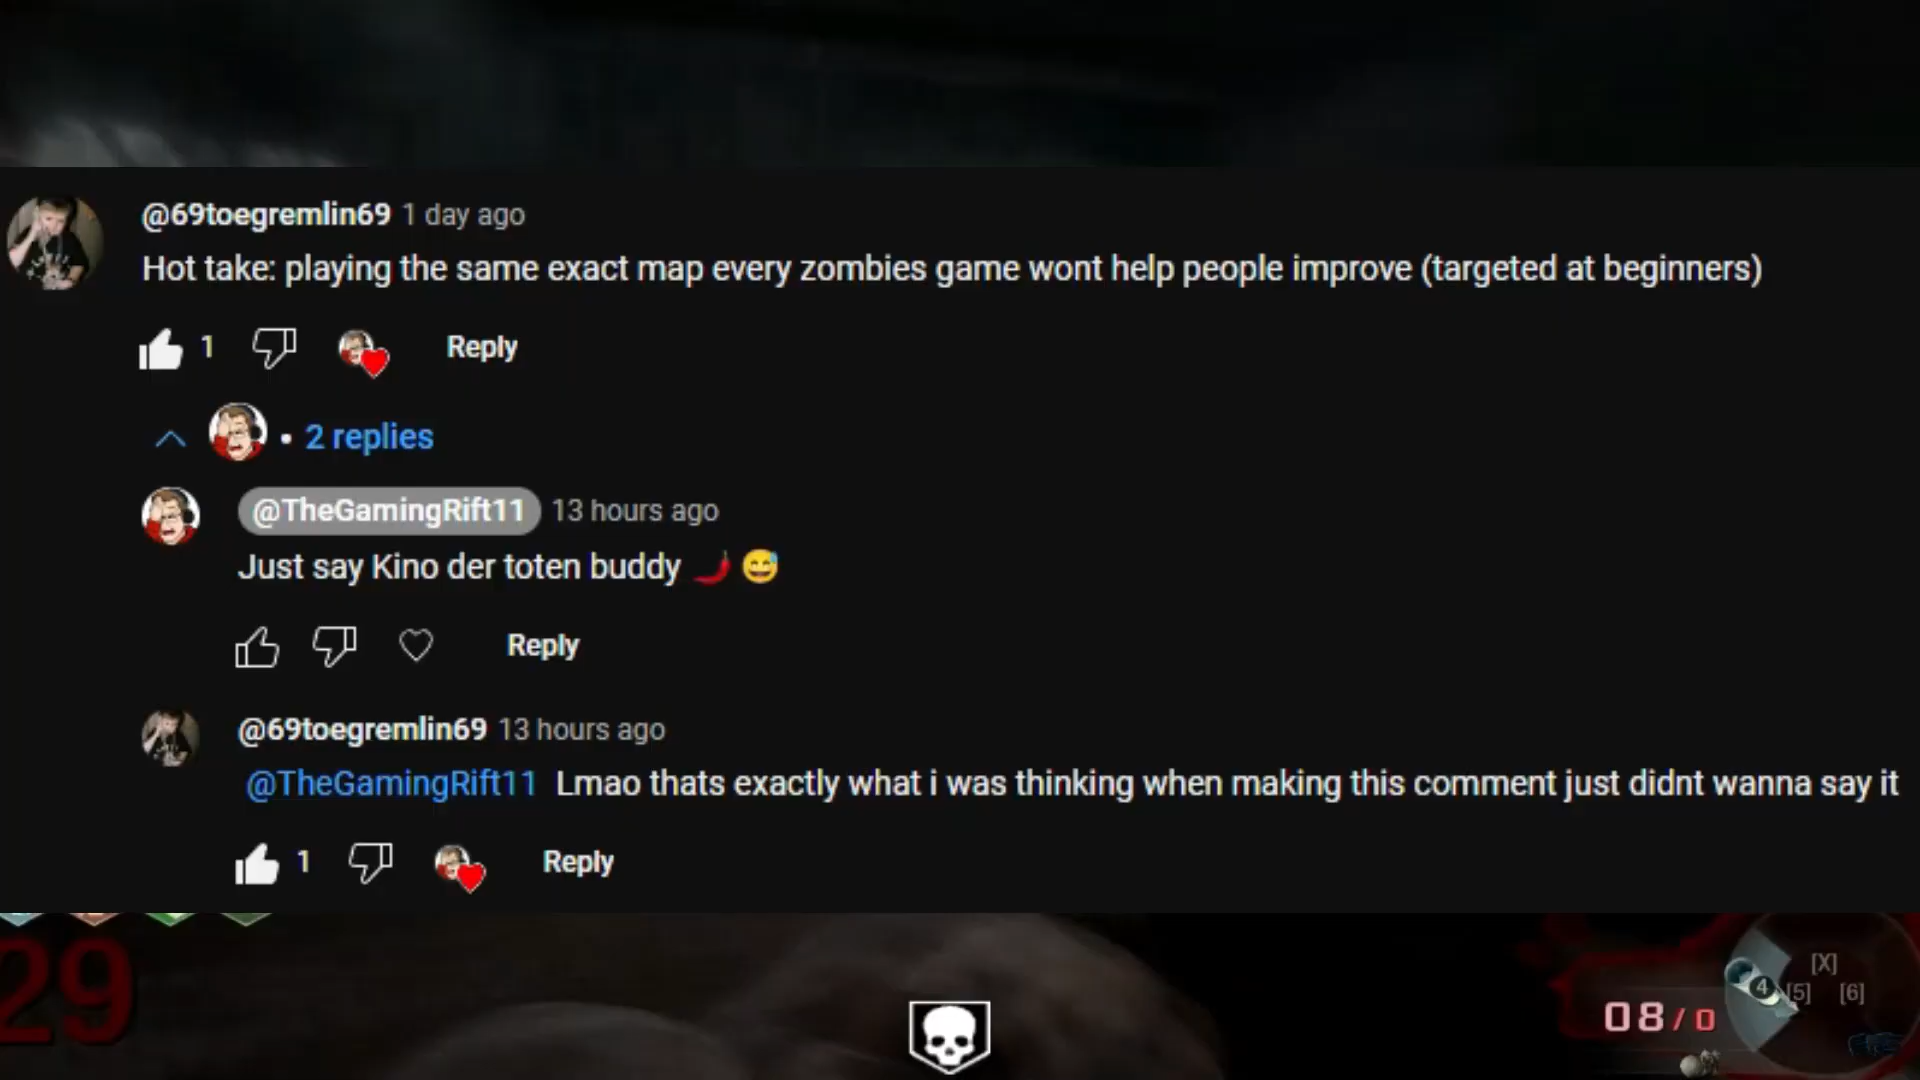 @69toegremlin69 1 day ago
Hot take: playing the same exact map every zombies game wont help people improve (targeted at beginners)
1 Reply
• 2 replies
@TheGamingRift11 13 hours ago
Just say Kino der toten buddy 🌶️ 😅
Reply
@69toegremlin69 13 hours ago
@TheGamingRift11 Lmao thats exactly what i was thinking when making this comment just didnt wanna say it
1 Reply
29
[X]
4 [5] [6]
08/0